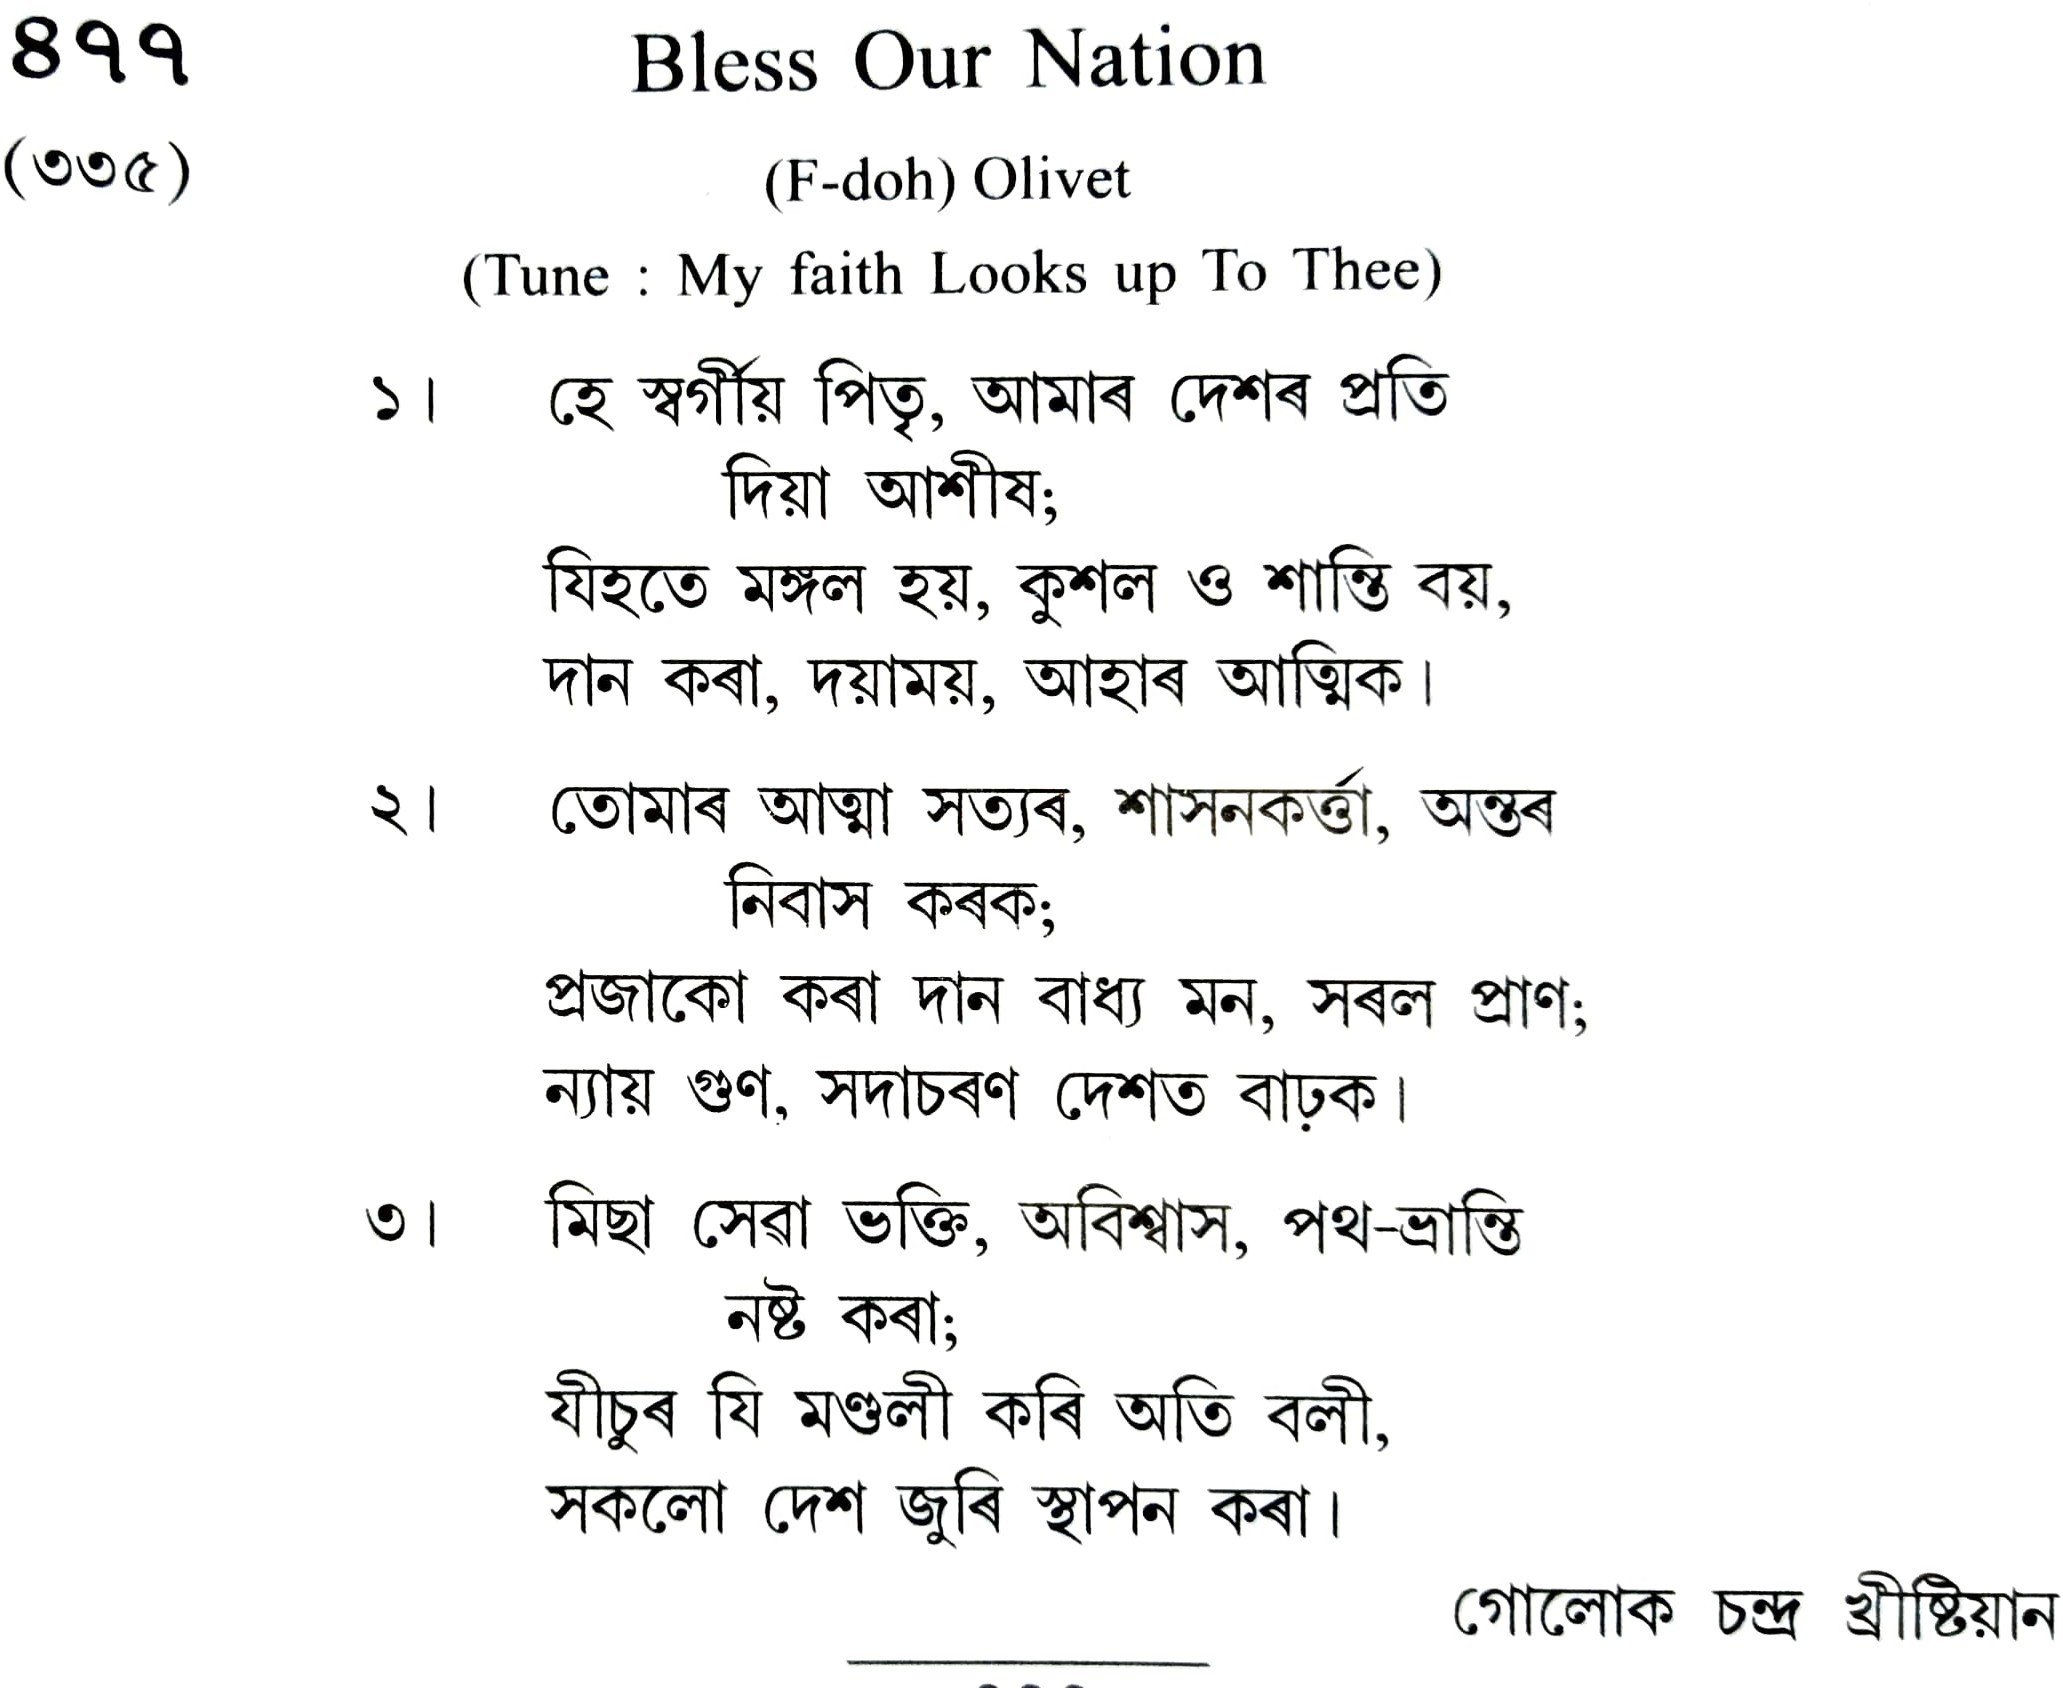 ৪৭৭
Bless Our Nation
(৩৩৫)
(F-doh) Olivet
(Tune : My faith Looks up To Thee)
১। হে স্বৰ্গীয় পিতৃ, আমাৰ দেশৰ প্ৰতি
দিয়া আশীষ;
যিহতে মঙ্গল হয়, কুশল ও শান্তি বয়,
দান কৰা, দয়াময়, আহাৰ আত্মিক।
২। তোমাৰ আত্মা সত্যৰ, শাসনকৰ্ত্তা, অন্তৰ
নিবাস কৰক;
প্ৰজাকো কৰা দান বাধ্য মন, সৰল প্ৰাণ;
ন্যায় গুণ, সদাচৰণ দেশত বাঢ়ক।
৩। মিছা সেৱা ভক্তি, অবিশ্বাস, পথ-ভ্ৰান্তি
নষ্ট কৰা;
যীচুৰ যি মণ্ডলী কৰি অতি বলী,
সকলো দেশ জুৰি স্থাপন কৰা।
গোলোক চন্দ্ৰ খ্ৰীষ্টিয়ান